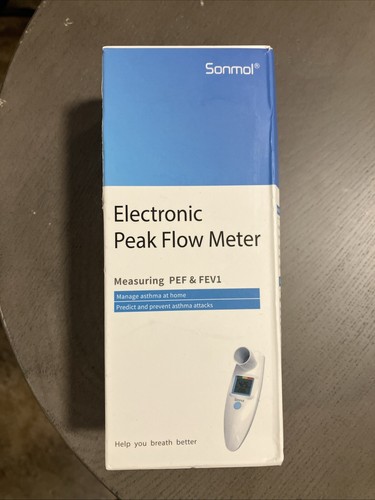 Sonmol®
Electronic
Peak Flow Meter
Measuring PEF & FEV1
Manage asthma at home
Predict and prevent asthma attacks
Help you breath better